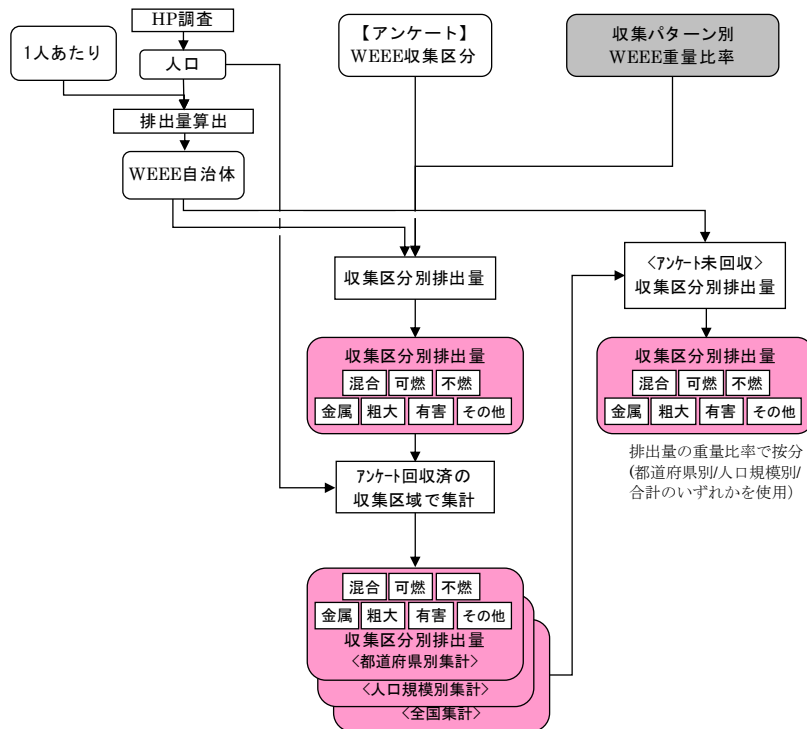 HP調査
1人あたり
人口
排出量算出
WEEE自治体
【アンケート】
WEEE収集区分
収集パターン別
WEEE重量比率
収集区分別排出量
<アンケート未回収>
収集区分別排出量
収集区分別排出量
混合 可燃 不燃
金属 粗大 有害 その他
収集区分別排出量
混合 可燃 不燃
金属 粗大 有害 その他
排出量の重量比率で按分
(都道府県別/人口規模別/
合計のいずれかを使用)
アンケート回収済の
収集区域で集計
混合 可燃 不燃
金属 粗大 有害 その他
収集区分別排出量
<都道府県別集計>
<人口規模別集計>
<全国集計>